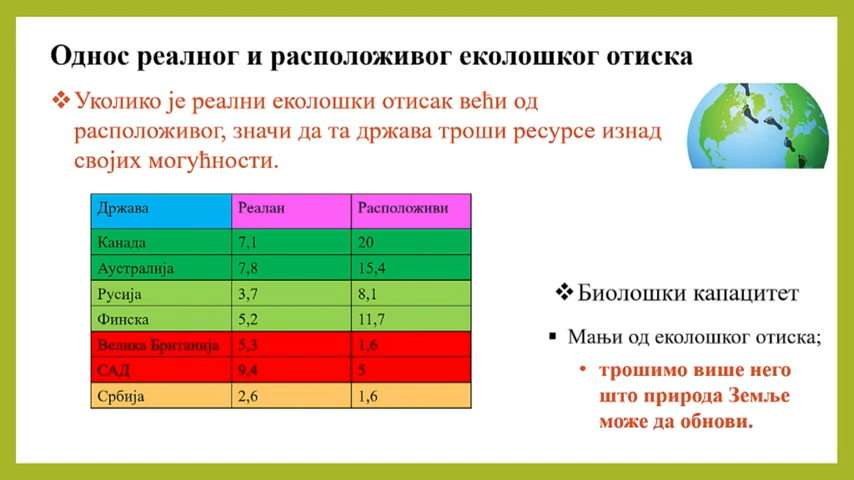 Однос реалног и расположивог еколошког отиска
❖Уколико је реални еколошки отисак већи од
расположивог, значи да та држава троши ресурсе изнад
својих могућности.
Држава Реалан Расположиви
Канада 7,1 20
Аустралија 7,8 15,4
Русија 3,7 8,1
Финска 5,2 11,7
Велика Британија 5,3 1,6
САД 9,4 5
Србија 2,6 1,6
❖Биолошки капацитет
▪ Мањи од еколошког отиска;
• трошимо више него
што природа Земље
може да обнови.